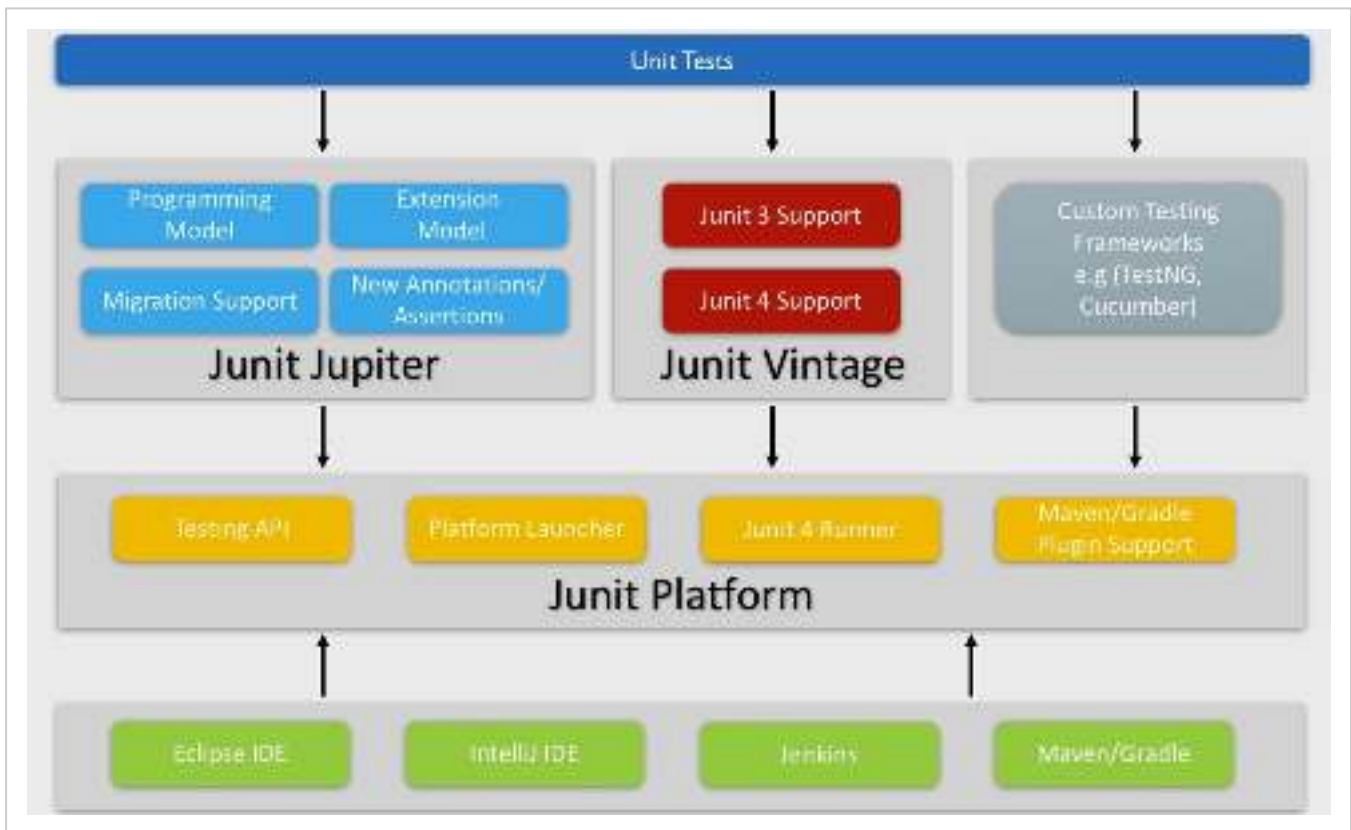 Unit Tests
Programming
Model
Extension
Model
Migration Support
New Annotations/
Assertions
Junit Jupiter
Junit 3 Support
Junit 4 Support
Junit Vintage
Custom Testing
Frameworks
e.g (TestNG,
Cucumber)
Testing API
Platform Launcher
Junit 4 Runner
Maven/Gradle
Plugin Support
Junit Platform
Eclipse IDE
IntelliJ IDE
Jenkins
Maven/Gradle